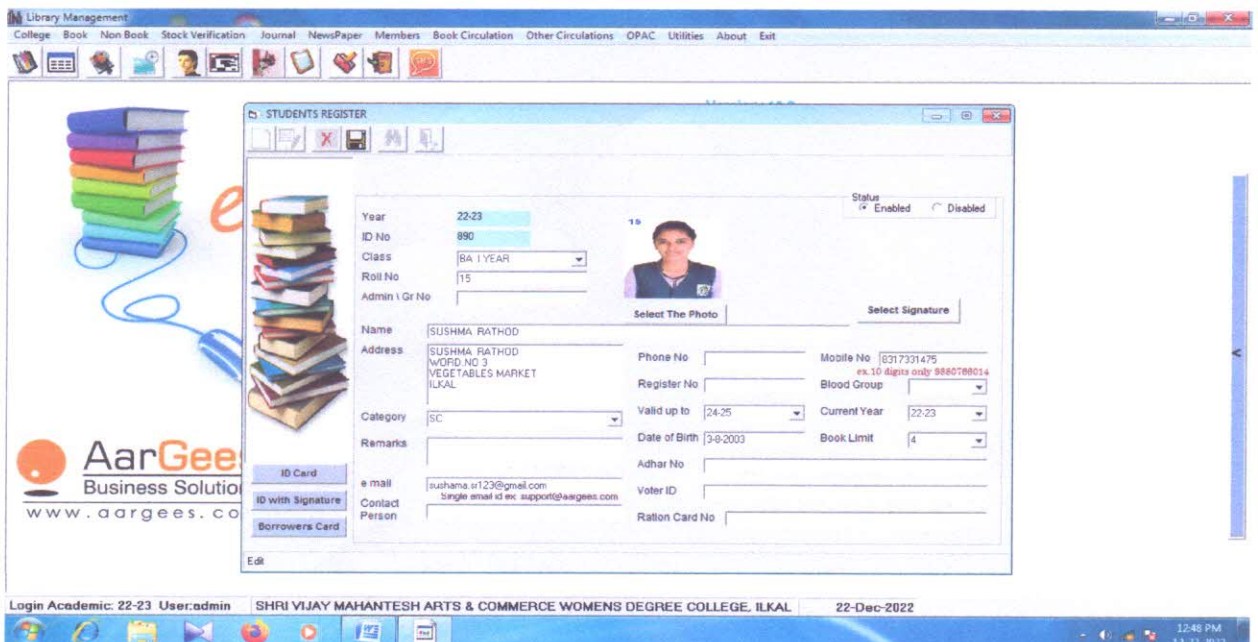 Library Management
College Book Non Book Stock Verification Journal NewsPaper Members Book Circulation Other Circulations OPAC Utilities About Exit
STUDENTS REGISTER
Status
Enabled Disabled
Year 22-23
ID No 890
Class BA I YEAR
Roll No 15
Admin \ Gr No
15
Select The Photo
Select Signature
Name SUSHMA RATHOD
Address SUSHMA RATHOD
WORD.NO 3
VEGETABLES MARKET
ILKAL
Category SC
Remarks
e mail sushama.sr123@gmail.com
Single email id ex support@aargees.com
Contact
Person
Phone No
Mobile No 8317331475
ex.10 digits only 9880788014
Register No
Blood Group
Valid up to 24-25
Current Year 22-23
Date of Birth 3-8-2003
Book Limit 4
Adhar No
Voter ID
Ration Card No
ID Card
ID with Signature
Borrowers Card
Edit
e
AarGees
Business Solutio
www.aargees.co
<
Login Academic: 22-23 User:admin SHRI VIJAY MAHANTESH ARTS & COMMERCE WOMENS DEGREE COLLEGE, ILKAL 22-Dec-2022
12:48 PM